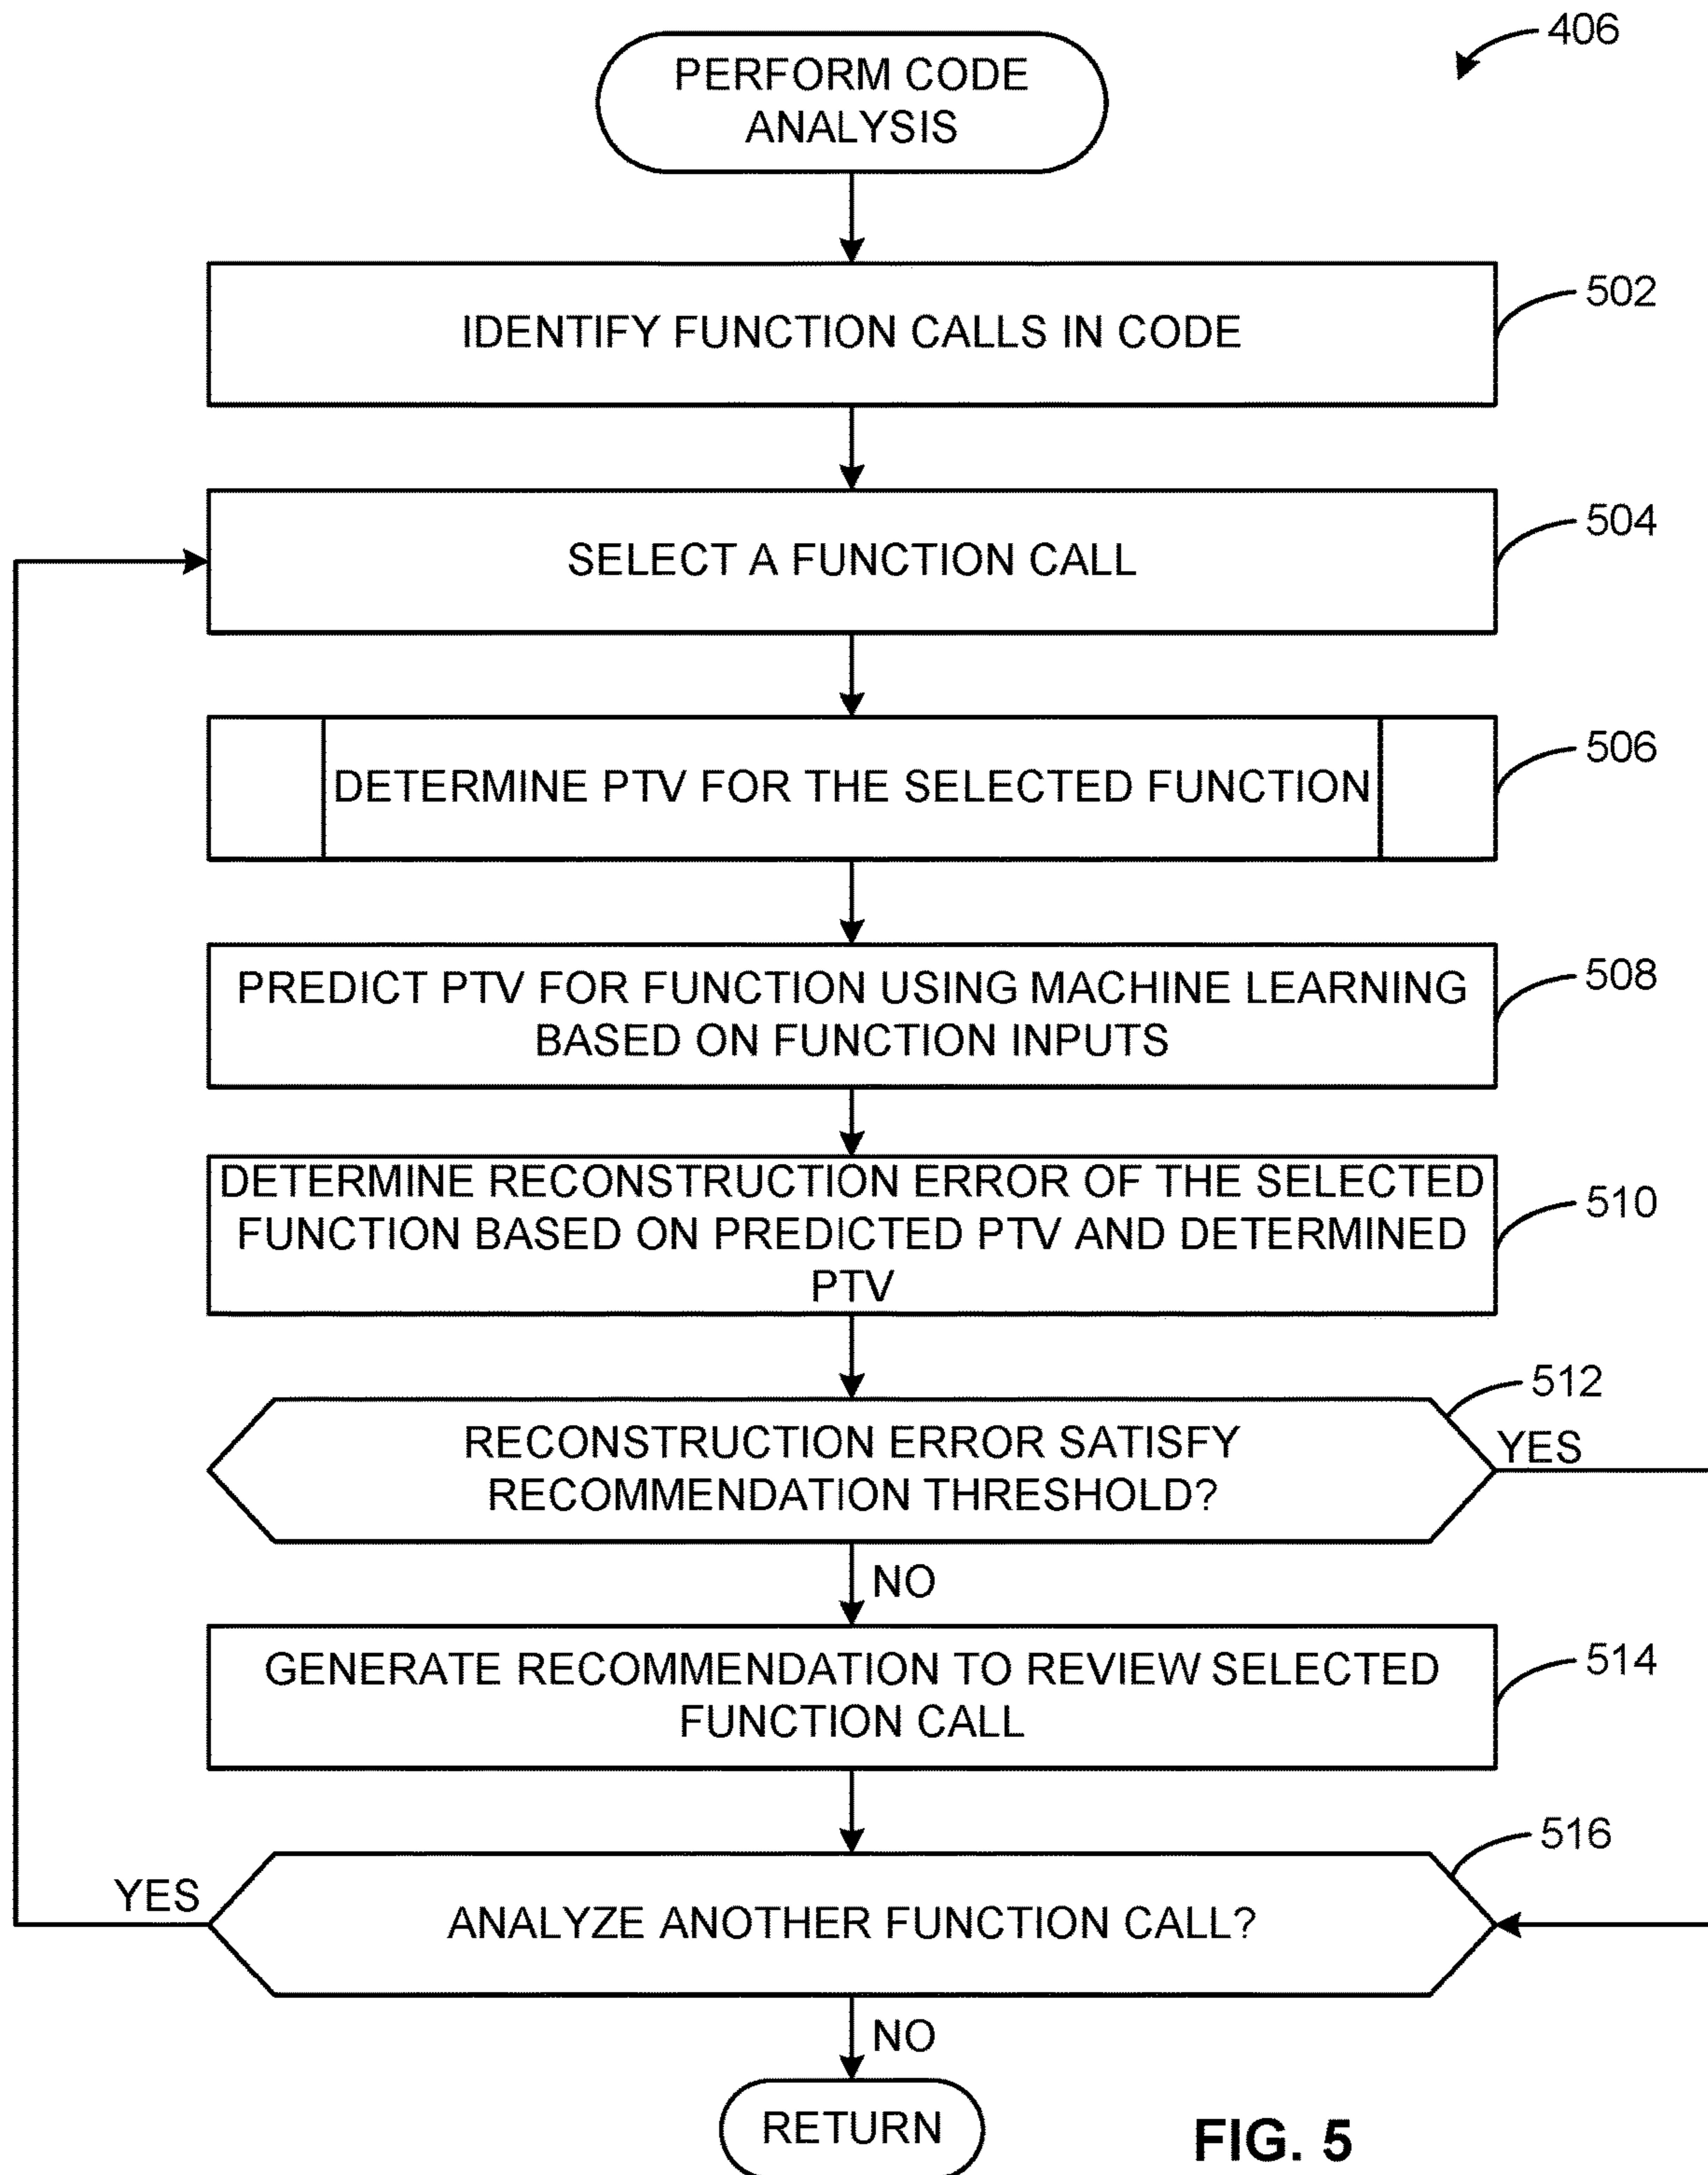 406
PERFORM CODE
ANALYSIS
IDENTIFY FUNCTION CALLS IN CODE
502
SELECT A FUNCTION CALL
504
DETERMINE PTV FOR THE SELECTED FUNCTION
506
PREDICT PTV FOR FUNCTION USING MACHINE LEARNING
BASED ON FUNCTION INPUTS
508
DETERMINE RECONSTRUCTION ERROR OF THE SELECTED
FUNCTION BASED ON PREDICTED PTV AND DETERMINED
PTV
510
RECONSTRUCTION ERROR SATISFY
RECOMMENDATION THRESHOLD?
512
YES
NO
GENERATE RECOMMENDATION TO REVIEW SELECTED
FUNCTION CALL
514
ANALYZE ANOTHER FUNCTION CALL?
516
YES
NO
RETURN
FIG. 5